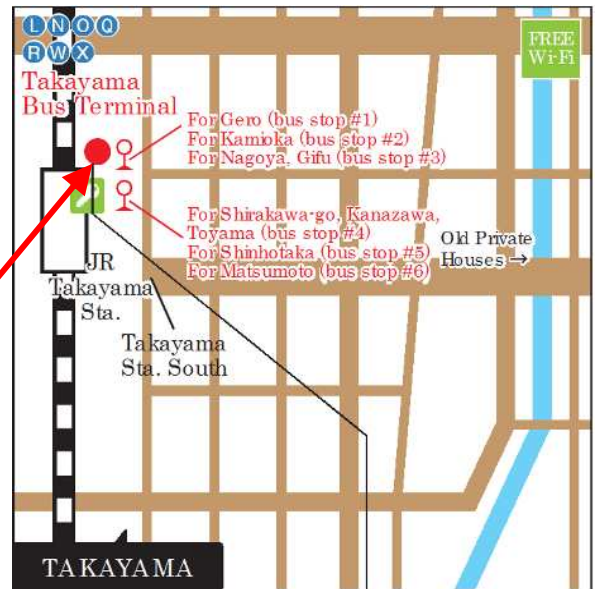 L N O Q
R W X
FREE
Wi-Fi
Takayama
Bus Terminal
For Gero (bus stop #1)
For Kamioka (bus stop #2)
For Nagoya, Gifu (bus stop #3)
For Shirakawa-go, Kanazawa,
Toyama (bus stop #4)
For Shinhotaka (bus stop #5)
For Matsumoto (bus stop #6)
Old Private
Houses →
JR
Takayama
Sta.
Takayama
Sta. South
TAKAYAMA